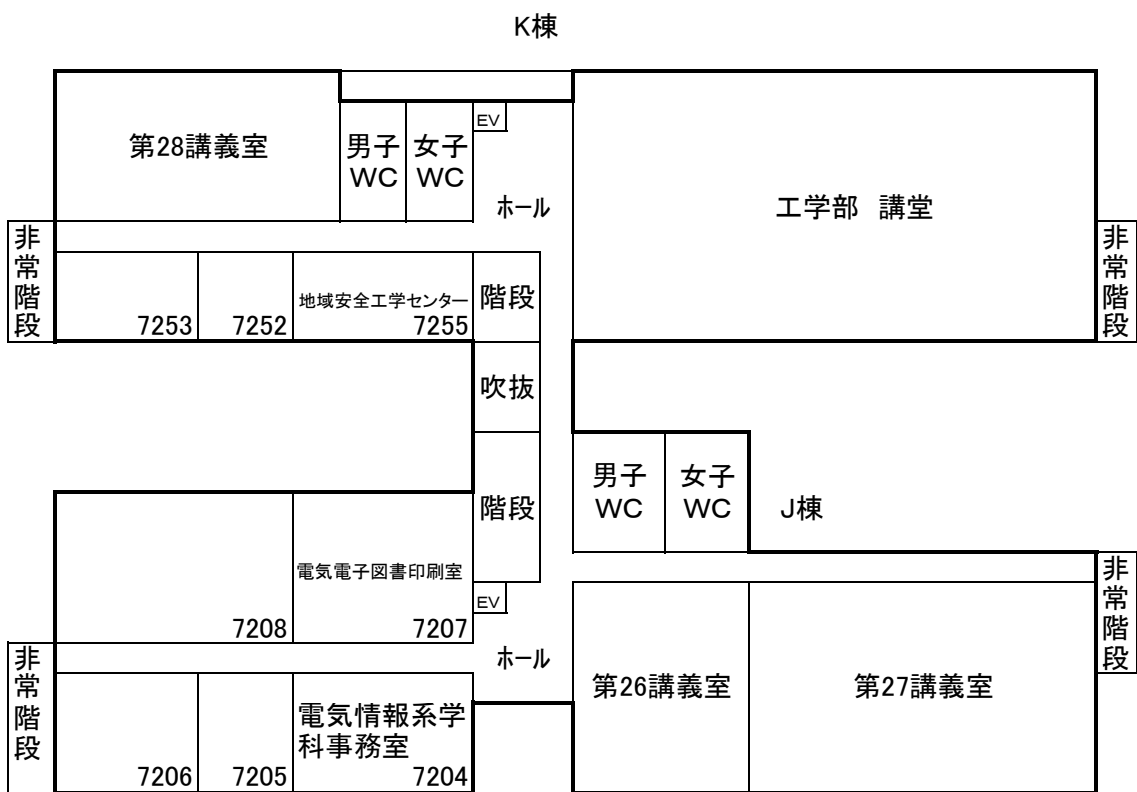 K棟
第28講義室
男子
WC
女子
WC
EV
ホール
工学部 講堂
非常階段
非常階段
7253
7252
地域安全工学センター
7255
階段
吹抜
階段
男子
WC
女子
WC
J棟
7208
電気電子図書印刷室
7207
EV
ホール
非常階段
非常階段
第26講義室
第27講義室
7206
7205
電気情報系学
科事務室
7204